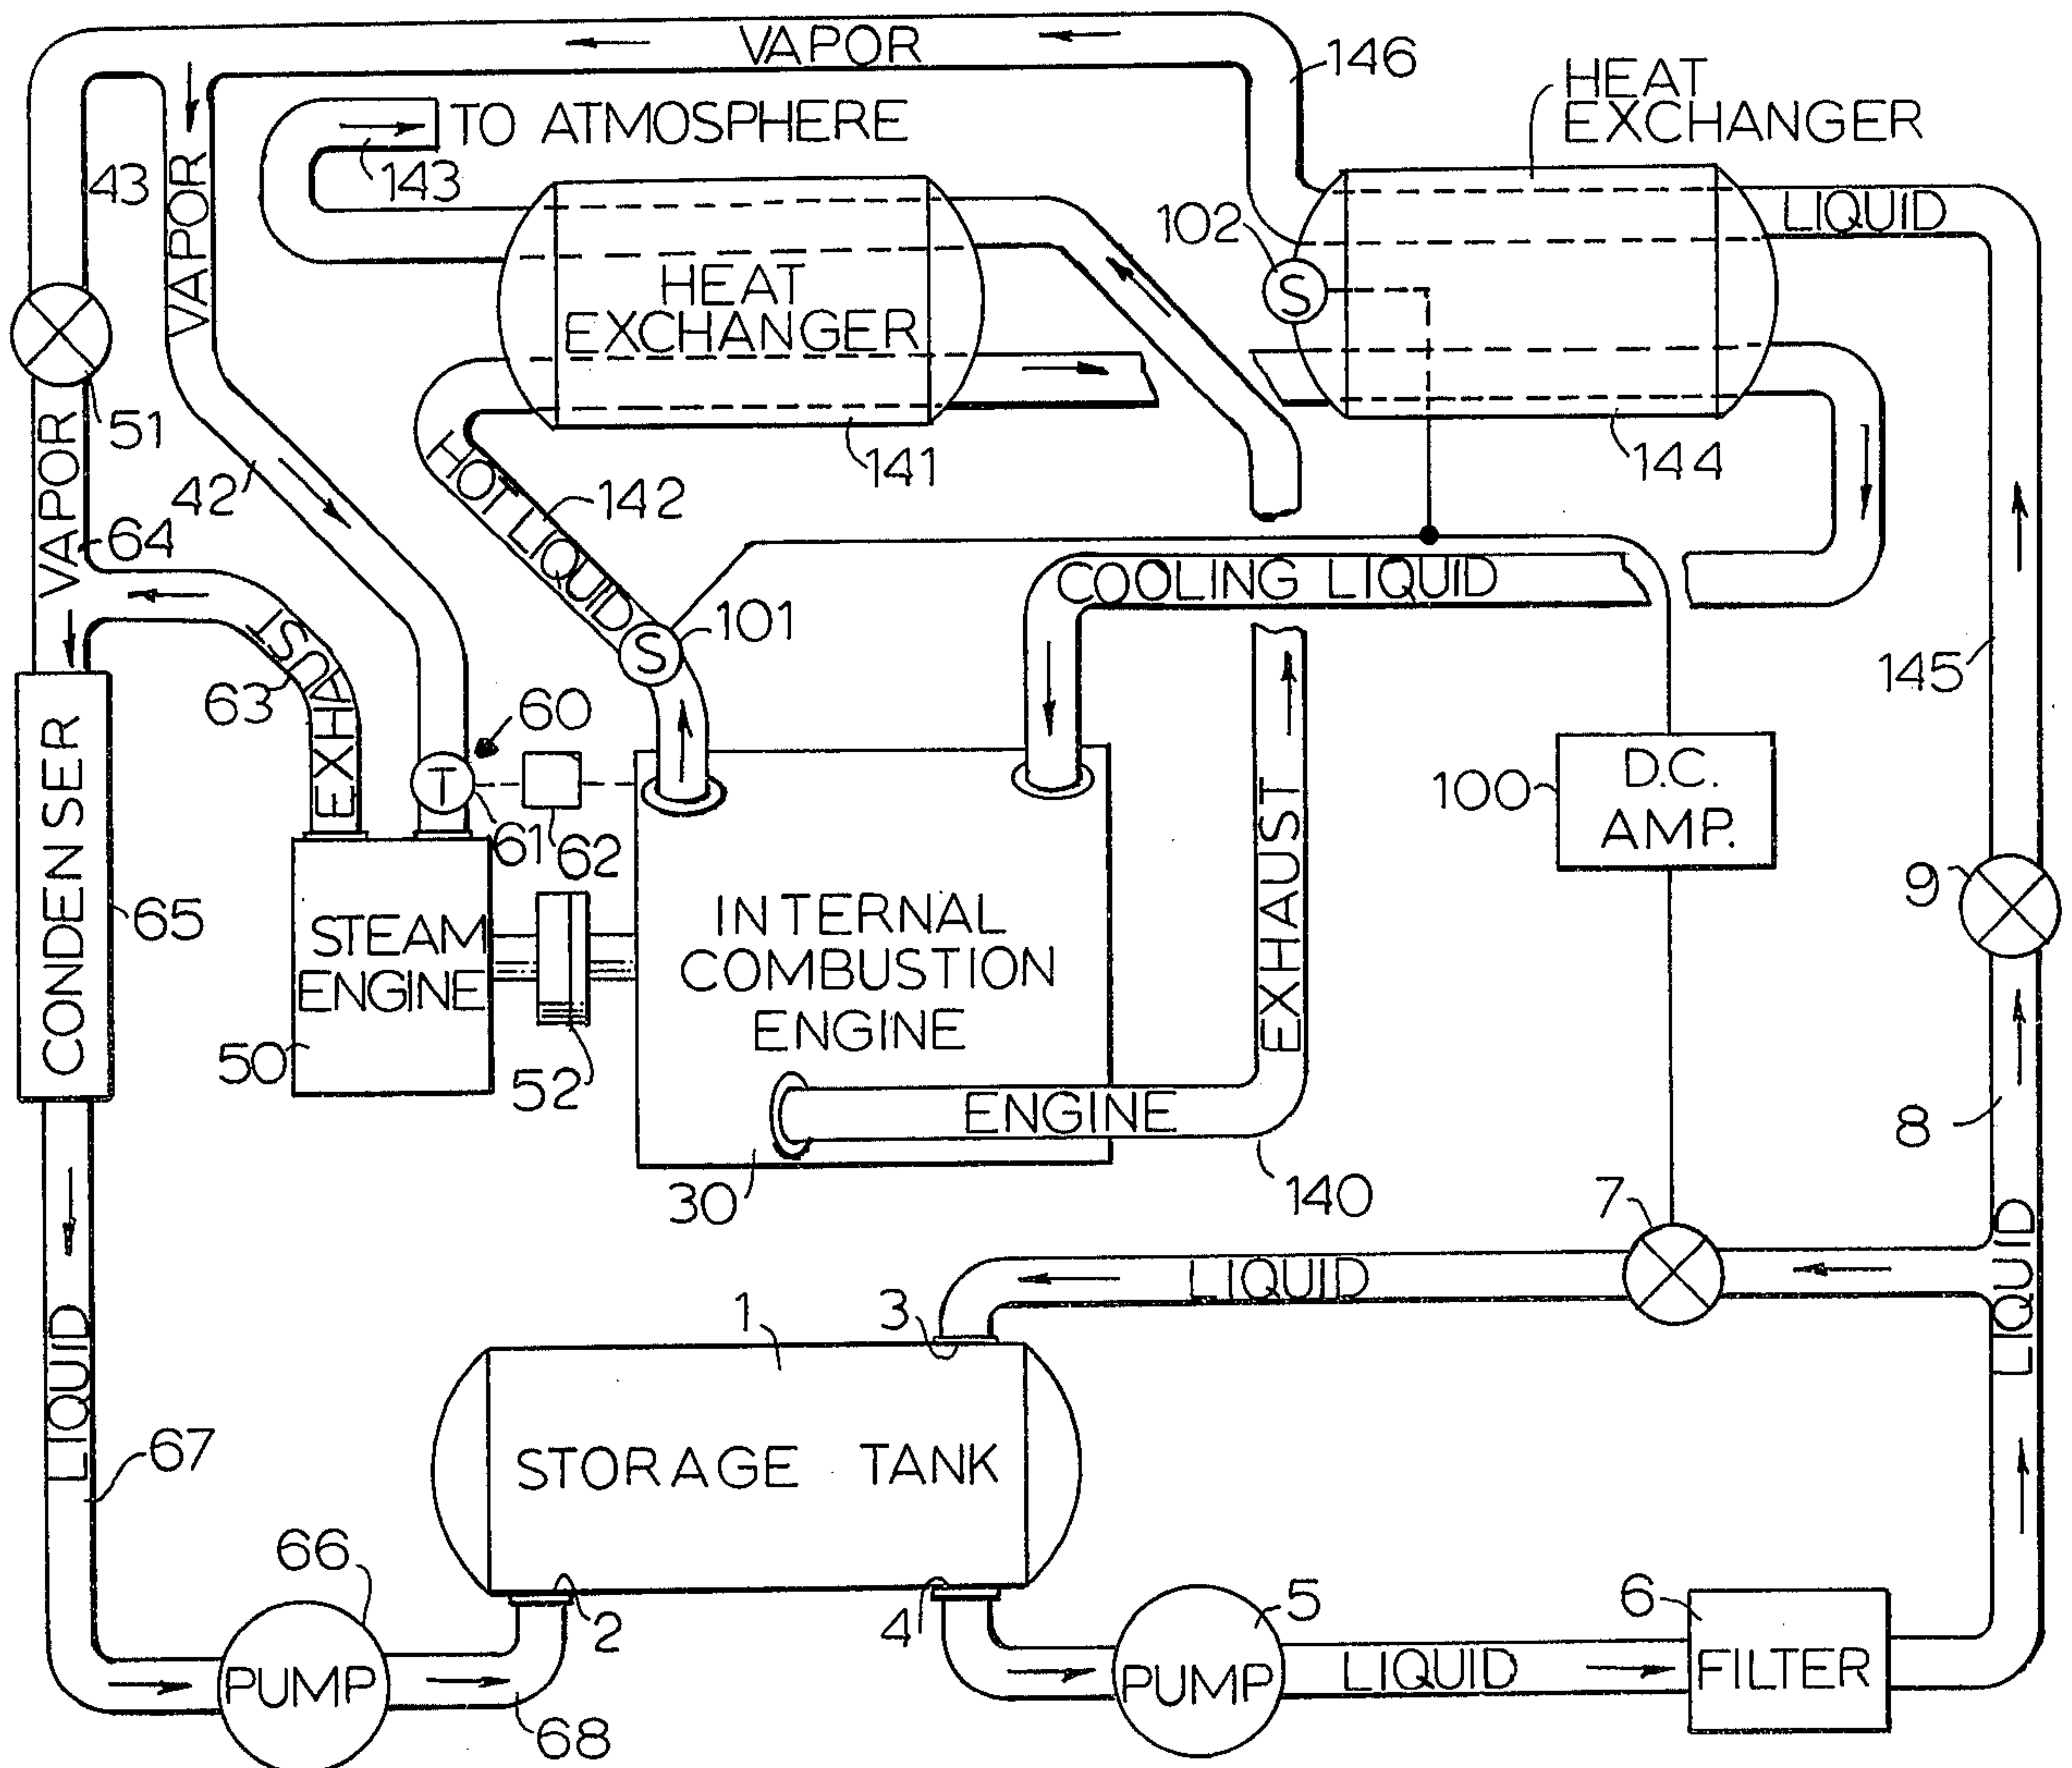 VAPOR
146
HEAT
EXCHANGER
TO ATMOSPHERE
143
43
VAPOR
102
S
LIQUID
HEAT
EXCHANGER
51
VAPOR
42
141
144
HOT LIQUID
142
64
COOLING LIQUID
101
S
EXHAUST
63
145
60
T
61
62
D.C.
AMP.
100
CONDENSER
65
STEAM
ENGINE
50
52
INTERNAL
COMBUSTION
ENGINE
EXHAUST
ENGINE
9
8
30
140
7
LIQUID
LIQUID
1
3
STORAGE TANK
LIQUID
67
66
2
4
5
6
PUMP
68
PUMP
LIQUID
FILTER